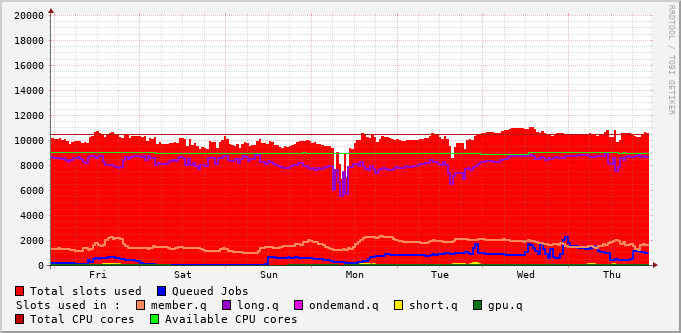 20000
18000
16000
14000
12000
10000
8000
6000
4000
2000
0
Fri Sat Sun Mon Tue Wed Thu
Total slots used Queued Jobs
Slots used in : member.q long.q ondemand.q short.q gpu.q
Total CPU cores Available CPU cores
RRDTOOL / TOBI OETIKER